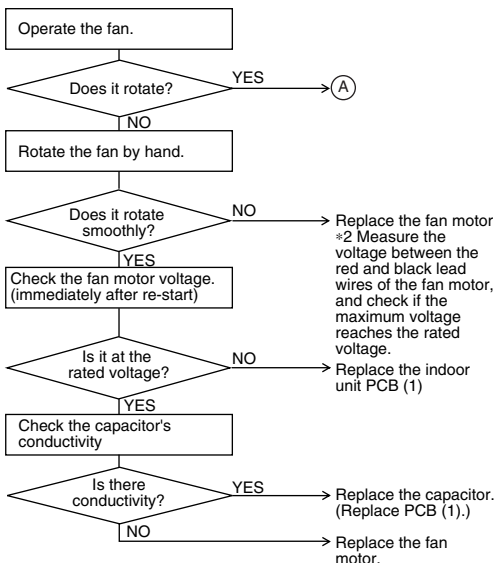 Operate the fan.
Does it rotate?
YES
A
NO
Rotate the fan by hand.
Does it rotate
smoothly?
NO
Replace the fan motor
*2 Measure the
voltage between the
red and black lead
wires of the fan motor,
and check if the
maximum voltage
reaches the rated
voltage.
YES
Check the fan motor voltage.
(immediately after re-start)
Is it at the
rated voltage?
NO
Replace the indoor
unit PCB (1)
YES
Check the capacitor's
conductivity
Is there
conductivity?
YES
Replace the capacitor.
(Replace PCB (1).)
NO
Replace the fan
motor.